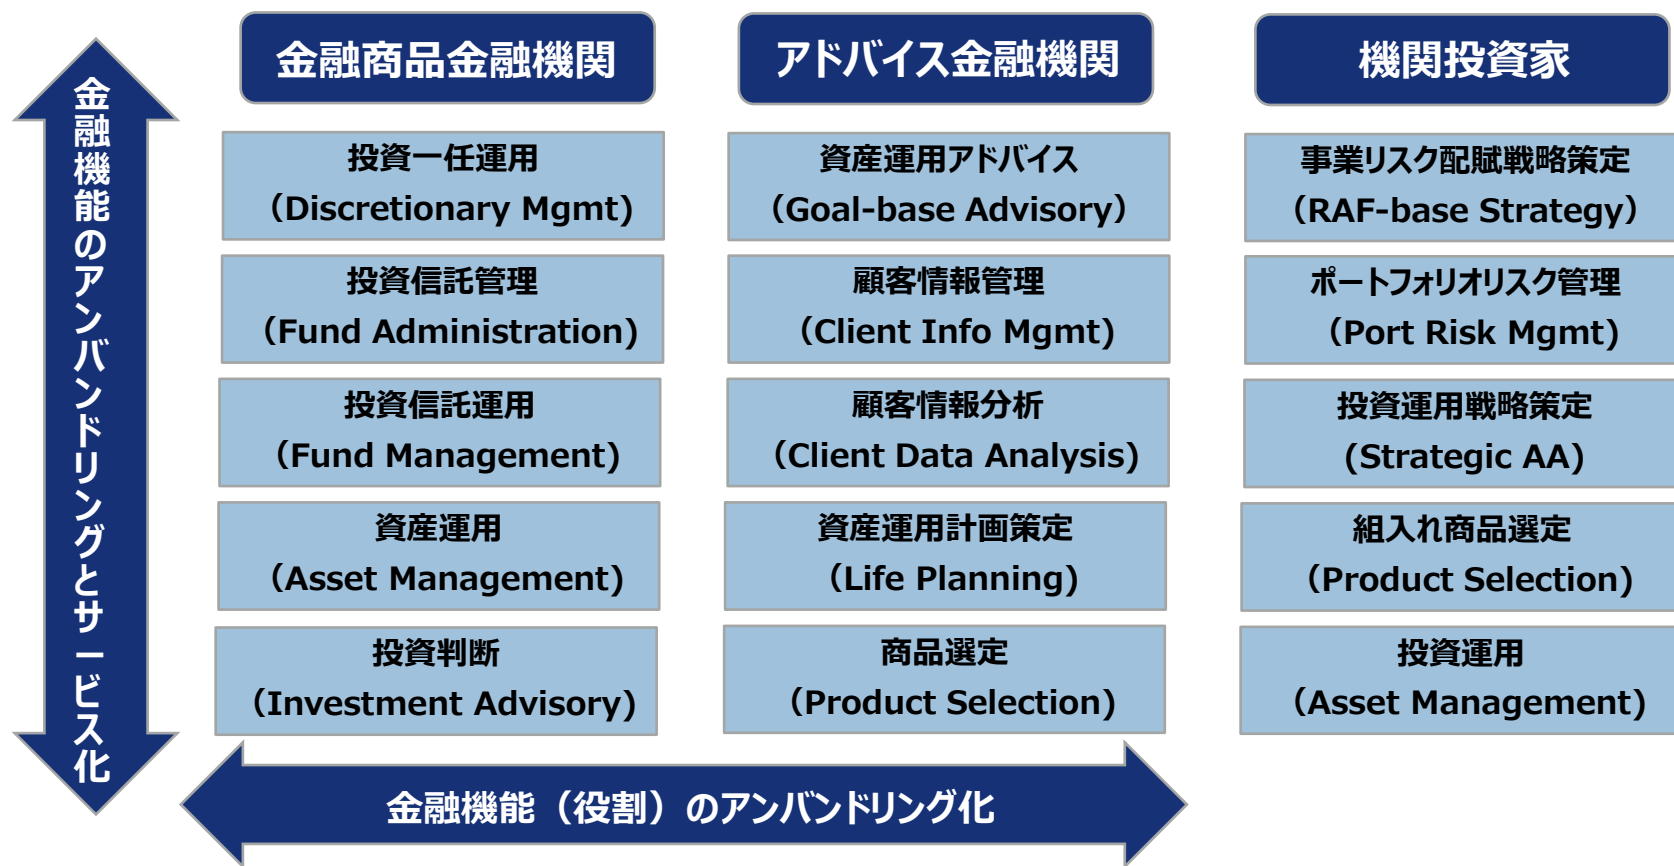 金融機能のアンバンドリングとサービス化
金融商品金融機関
投資一任運用
（Discretionary Mgmt)
投資信託管理
（Fund Administration)
投資信託運用
（Fund Management)
資産運用
（Asset Management)
投資判断
（Investment Advisory)
アドバイス金融機関
資産運用アドバイス
（Goal-base Advisory）
顧客情報管理
（Client Info Mgmt)
顧客情報分析
（Client Data Analysis)
資産運用計画策定
（Life Planning)
商品選定
（Product Selection)
機関投資家
事業リスク配賦戦略策定
（RAF-base Strategy）
ポートフォリオリスク管理
（Port Risk Mgmt)
投資運用戦略策定
(Strategic AA)
組入れ商品選定
（Product Selection)
投資運用
（Asset Management)
金融機能（役割）のアンバンドリング化